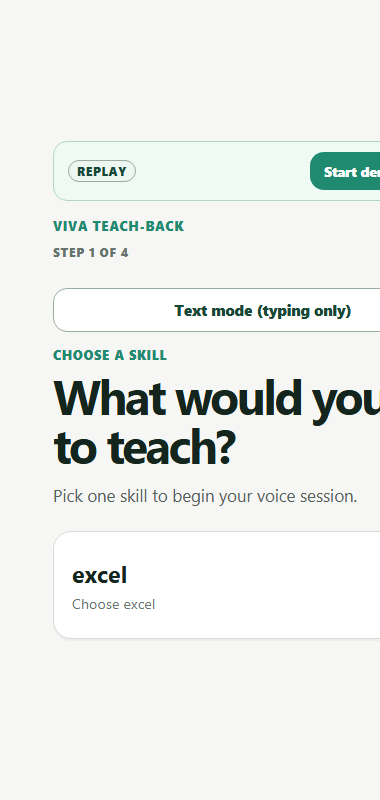 REPLAY
Start
VIVA TEACH-BACK
STEP 1 OF 4
Text mode (typing only)
CHOOSE A SKILL
What would you
to teach?
Pick one skill to begin your voice session.
excel
Choose excel